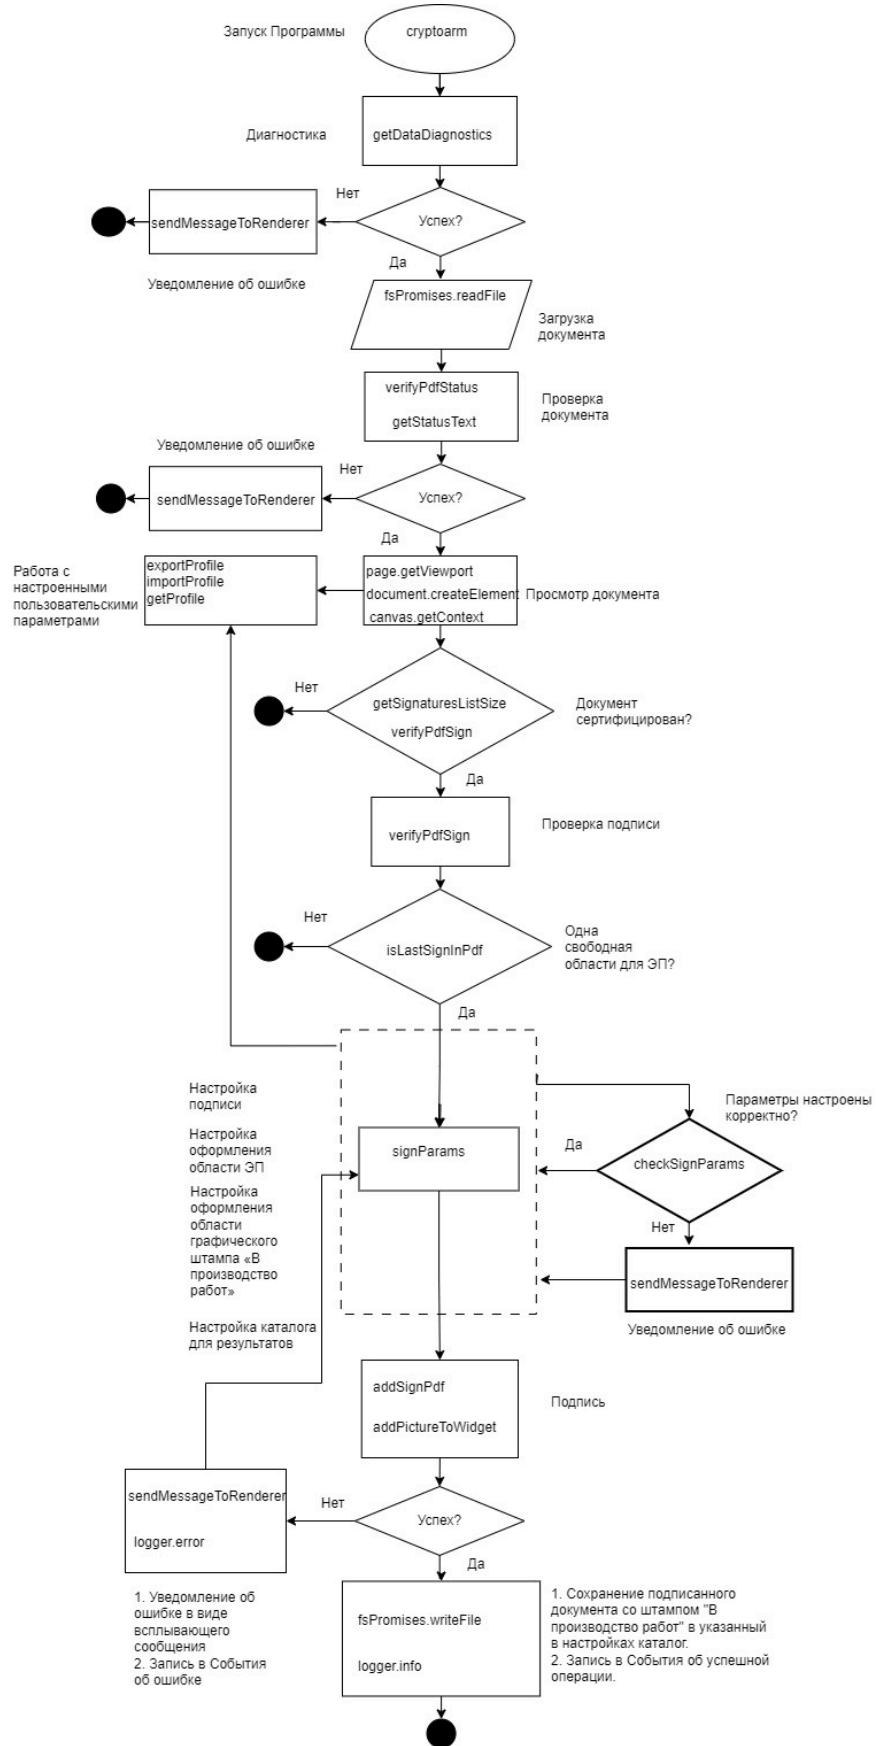 Запуск Программы
cryptoarm
Диагностика
getDataDiagnostics
Нет
sendMessageToRenderer
Успех?
Да
Уведомление об ошибке
fsPromises.readFile
Загрузка
документа
verifyPdfStatus
getStatusText
Проверка
документа
Уведомление об ошибке
Нет
sendMessageToRenderer
Успех?
Да
Работа с
настроенными
пользовательскими
параметрами
exportProfile
importProfile
getProfile
page.getViewport
document.createElement
canvas.getContext
Просмотр документа
Нет
getSignaturesListSize
verifyPdfSign
Документ
сертифицирован?
Да
verifyPdfSign
Проверка подписи
Нет
isLastSignInPdf
Одна
свободная
области для ЭП?
Да
Настройка
подписи
Настройка
оформления
области ЭП
Настройка
оформления
области
графического
штампа «В
производство
работ»
Настройка каталога
для результатов
signParams
Параметры настроены
корректно?
Да
checkSignParams
Нет
sendMessageToRenderer
Уведомление об ошибке
addSignPdf
addPictureToWidget
Подпись
sendMessageToRenderer
logger.error
Нет
Успех?
Да
1. Уведомление об
ошибке в виде
всплывающего
сообщения
2. Запись в События
об ошибке
fsPromises.writeFile
logger.info
1. Сохранение подписанного
документа со штампом "В
производство работ" в указанный
в настройках каталог.
2. Запись в События об успешной
операции.